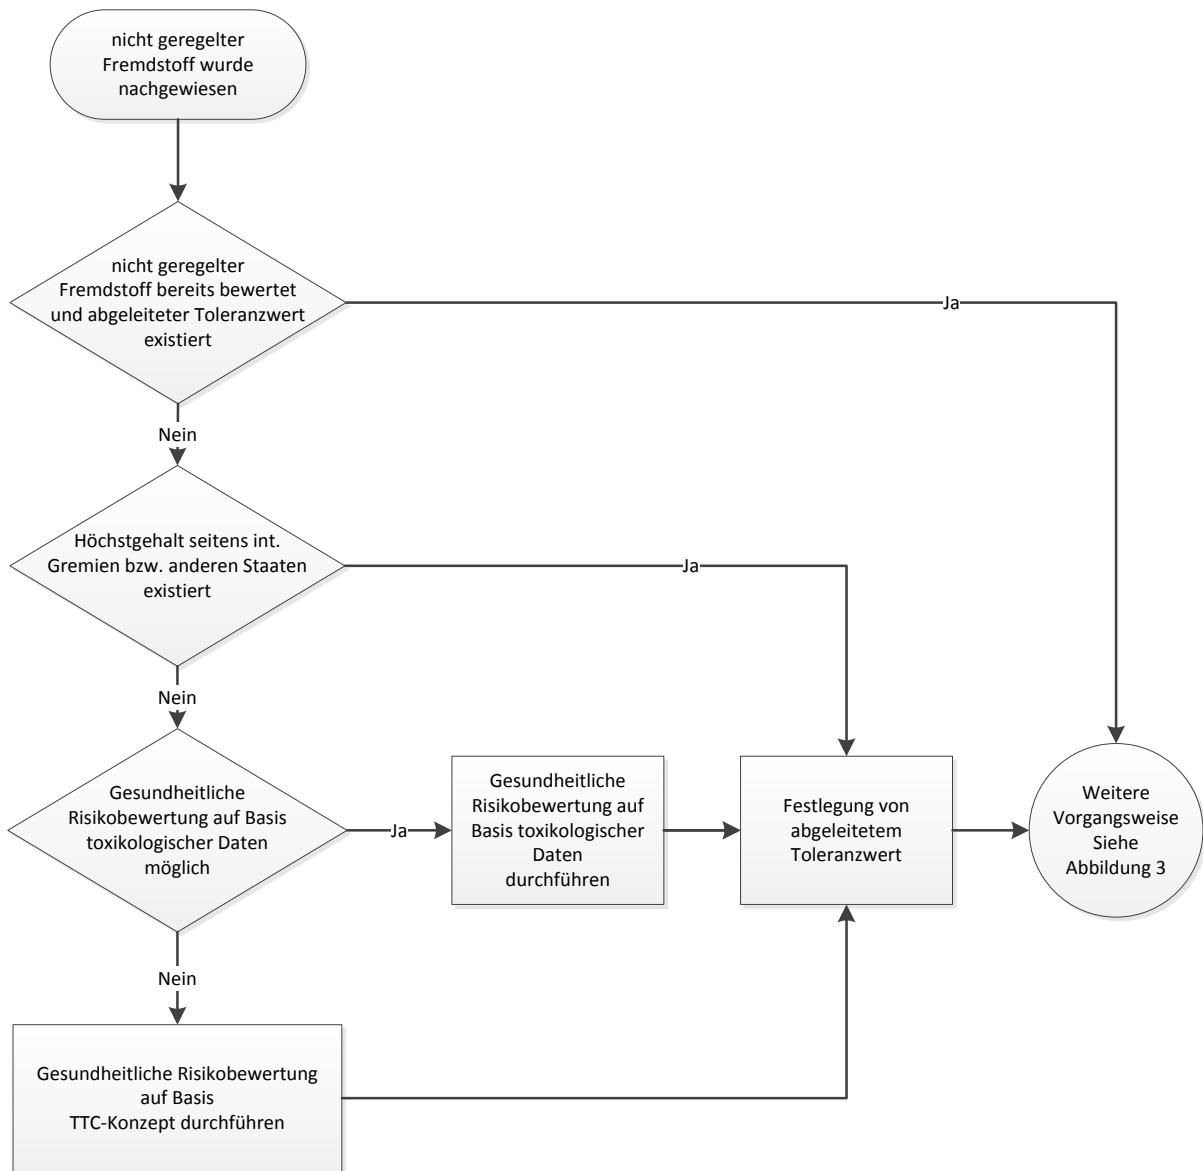 nicht geregelter
Fremdstoff wurde
nachgewiesen
nicht geregelter
Fremdstoff bereits bewertet
und abgeleiteter Toleranzwert
existiert
Ja
Nein
Höchstgehalt seitens int.
Gremien bzw. anderen Staaten
existiert
Ja
Nein
Gesundheitliche
Risikobewertung auf Basis
toxikologischer Daten
möglich
Ja
Gesundheitliche
Risikobewertung auf
Basis toxikologischer
Daten
durchführen
Festlegung von
abgeleitetem
Toleranzwert
Weitere
Vorgangsweise
Siehe
Abbildung 3
Nein
Gesundheitliche Risikobewertung
auf Basis
TTC-Konzept durchführen